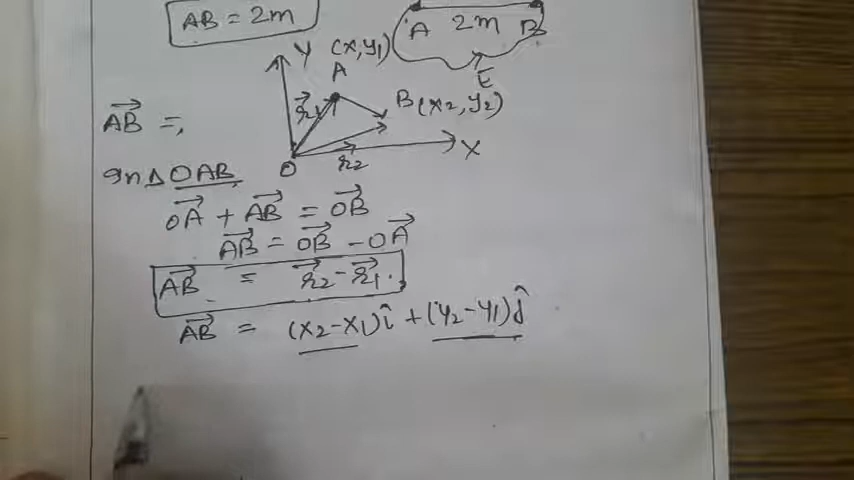 AB = 2m
A 2m B
E
Y (x,y1)
A
r1
B(x2,y2)
AB =,
O r2 X
In Δ OAB,
OA + AB = OB
AB = OB - OA
AB = r2 - r1.
AB = (x2-x1)î + (y2-y1)ĵ